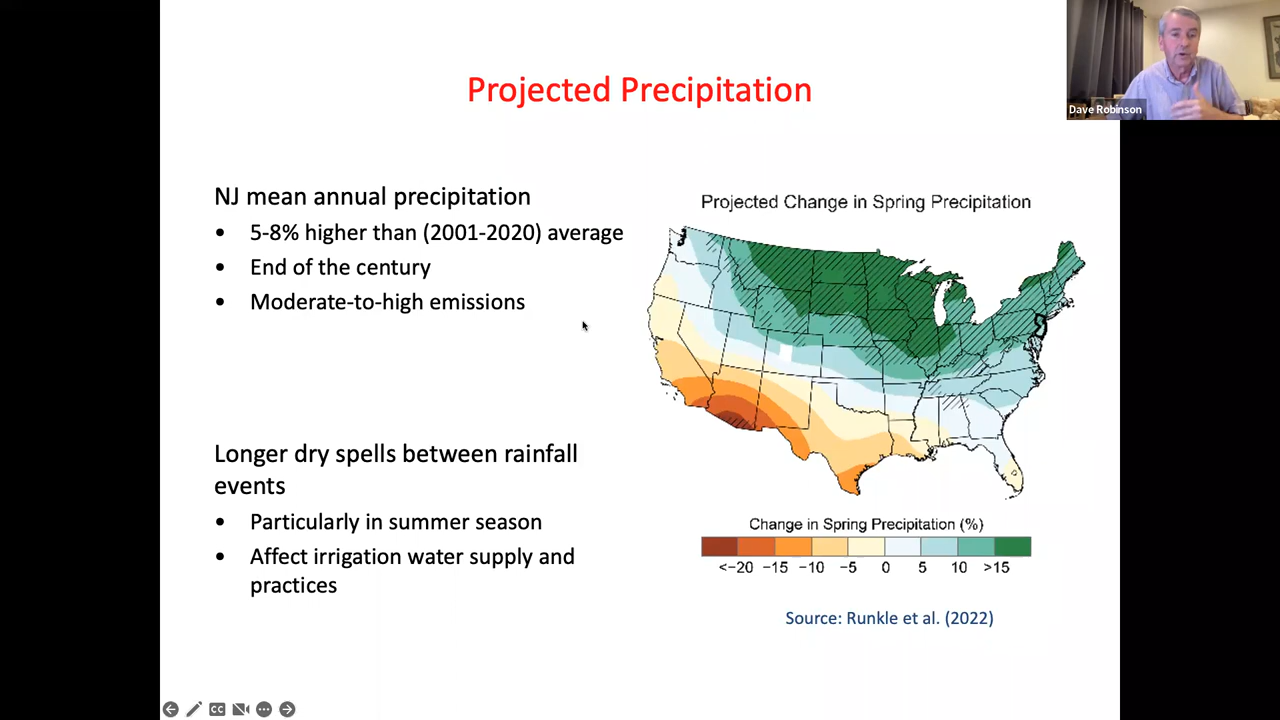 Projected Precipitation
Dave Robinson
NJ mean annual precipitation
• 5-8% higher than (2001-2020) average
• End of the century
• Moderate-to-high emissions
Longer dry spells between rainfall
events
• Particularly in summer season
• Affect irrigation water supply and
practices
Projected Change in Spring Precipitation
Change in Spring Precipitation (%)
<−20 −15 −10 −5 0 5 10 >15
Source: Runkle et al. (2022)
CC